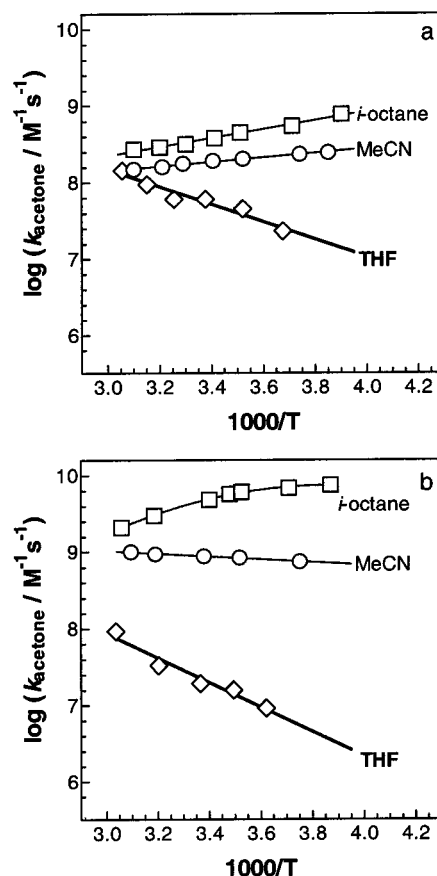 a
log (kacetone / M⁻¹s⁻¹)
10
9
8
7
6
i-octane
MeCN
THF
3.0 3.2 3.4 3.6 3.8 4.0 4.2
1000/T
b
log (kacetone / M⁻¹s⁻¹)
10
9
8
7
6
i-octane
MeCN
THF
3.0 3.2 3.4 3.6 3.8 4.0 4.2
1000/T